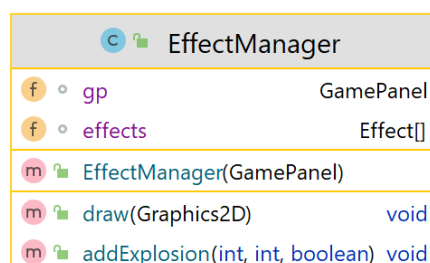 C EffectManager
f gp GamePanel
f effects Effect[]
m EffectManager(GamePanel)
m draw(Graphics2D) void
m addExplosion(int, int, boolean) void